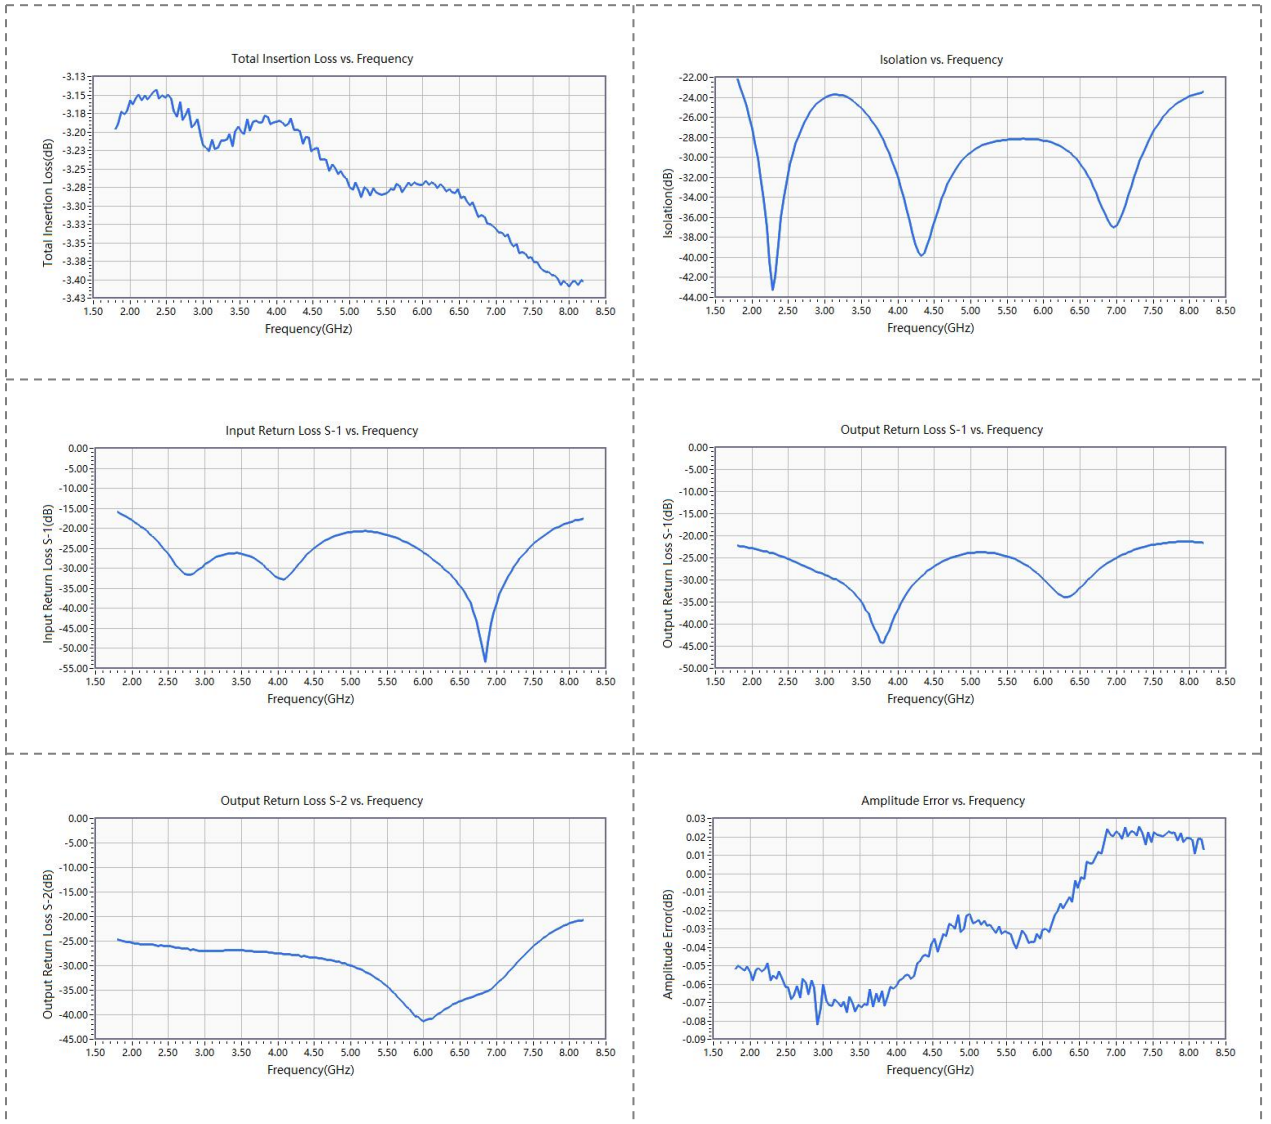 Total Insertion Loss vs. Frequency
Total Insertion Loss(dB)
-3.13
-3.15
-3.18
-3.20
-3.23
-3.25
-3.28
-3.30
-3.33
-3.35
-3.38
-3.40
-3.43
1.50 2.00 2.50 3.00 3.50 4.00 4.50 5.00 5.50 6.00 6.50 7.00 7.50 8.00 8.50
Frequency(GHz)
Isolation vs. Frequency
Isolation(dB)
-22.00
-24.00
-26.00
-28.00
-30.00
-32.00
-34.00
-36.00
-38.00
-40.00
-42.00
-44.00
1.50 2.00 2.50 3.00 3.50 4.00 4.50 5.00 5.50 6.00 6.50 7.00 7.50 8.00 8.50
Frequency(GHz)
Input Return Loss S-1 vs. Frequency
Input Return Loss S-1(dB)
0.00
-5.00
-10.00
-15.00
-20.00
-25.00
-30.00
-35.00
-40.00
-45.00
-50.00
-55.00
1.50 2.00 2.50 3.00 3.50 4.00 4.50 5.00 5.50 6.00 6.50 7.00 7.50 8.00 8.50
Frequency(GHz)
Output Return Loss S-1 vs. Frequency
Output Return Loss S-1(dB)
0.00
-5.00
-10.00
-15.00
-20.00
-25.00
-30.00
-35.00
-40.00
-45.00
-50.00
1.50 2.00 2.50 3.00 3.50 4.00 4.50 5.00 5.50 6.00 6.50 7.00 7.50 8.00 8.50
Frequency(GHz)
Output Return Loss S-2 vs. Frequency
Output Return Loss S-2(dB)
0.00
-5.00
-10.00
-15.00
-20.00
-25.00
-30.00
-35.00
-40.00
-45.00
1.50 2.00 2.50 3.00 3.50 4.00 4.50 5.00 5.50 6.00 6.50 7.00 7.50 8.00 8.50
Frequency(GHz)
Amplitude Error vs. Frequency
Amplitude Error(dB)
0.03
0.02
0.01
0.00
-0.01
-0.02
-0.03
-0.04
-0.05
-0.06
-0.07
-0.08
-0.09
1.50 2.00 2.50 3.00 3.50 4.00 4.50 5.00 5.50 6.00 6.50 7.00 7.50 8.00 8.50
Frequency(GHz)